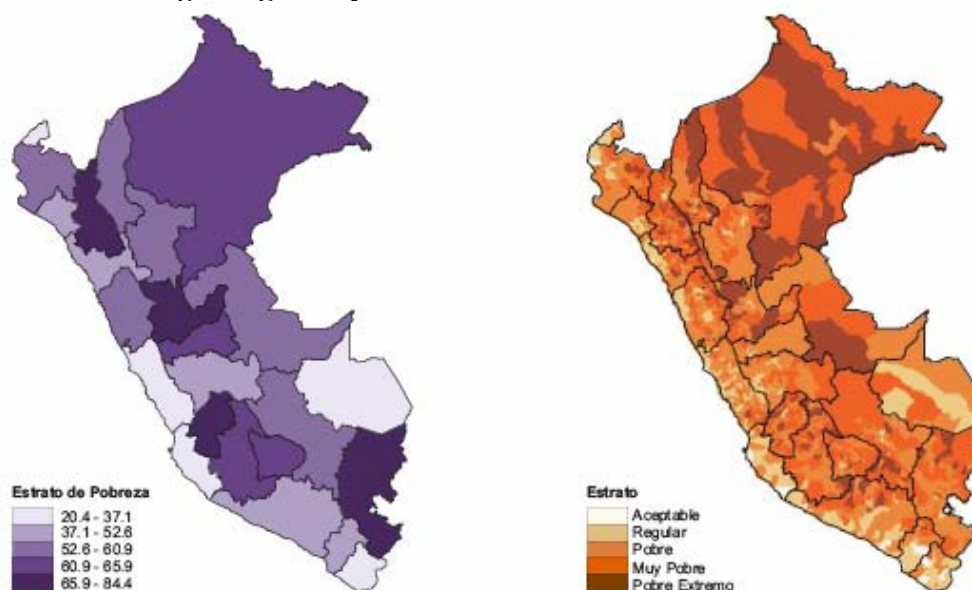 Estrato de Pobreza
20.4 - 37.1
37.1 - 52.6
52.6 - 60.9
60.9 - 65.9
65.9 - 84.4
Estrato
Aceptable
Regular
Pobre
Muy Pobre
Pobre Extremo